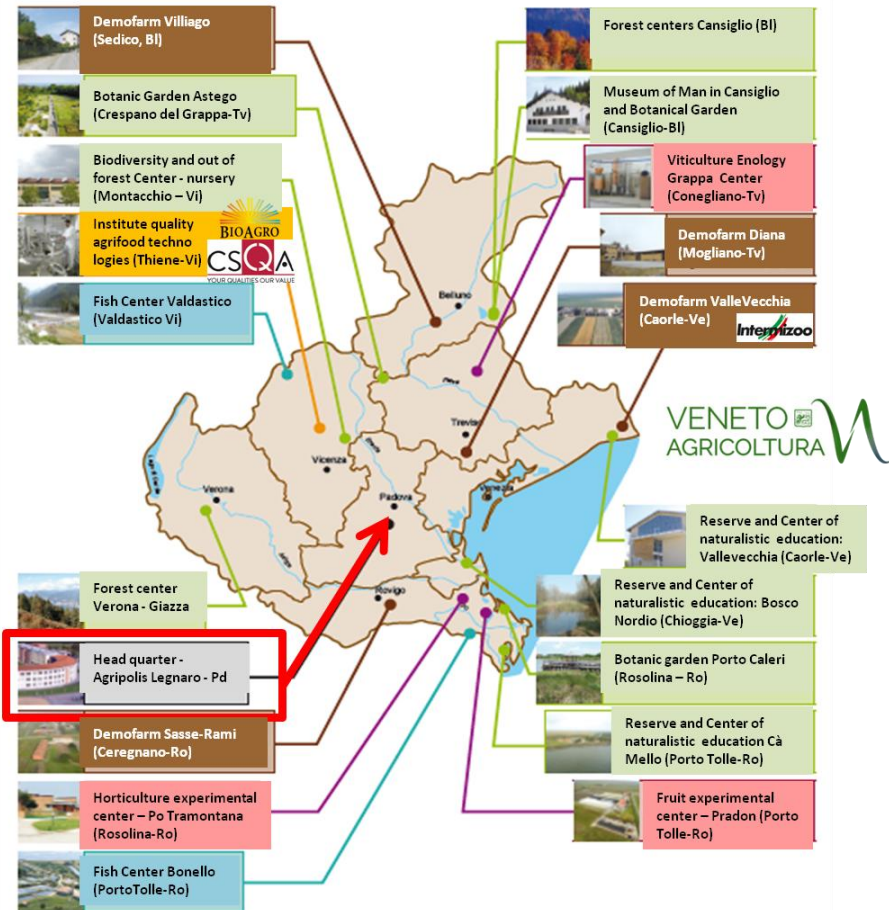 Demofarm Villiago
(Sedico, Bl)
Botanic Garden Astego
(Crespano del Grappa-Tv)
Biodiversity and out of
forest Center - nursery
(Montacchio – Vi)
Institute quality
agrifood techno
logies (Thiene-Vi)
BIOAGRO
CSQA
YOUR QUALITIES OUR VALUE
Fish Center Valdastico
(Valdastico Vi)
Forest centers Cansiglio (Bl)
Museum of Man in Cansiglio
and Botanical Garden
(Cansiglio-Bl)
Viticulture Enology
Grappa Center
(Conegliano-Tv)
Demofarm Diana
(Mogliano-Tv)
Demofarm ValleVecchia
(Caorle-Ve)
Intermizoo
VENETO
AGRICOLTURA
Belluno
Piave
Treviso
Vicenza
Brenta
Venezia
Verona
Padova
Adige
Rovigo
Forest center
Verona - Giazza
Head quarter -
Agripolis Legnaro - Pd
Demofarm Sasse-Rami
(Ceregnano-Ro)
Horticulture experimental
center – Po Tramontana
(Rosolina-Ro)
Fish Center Bonello
(PortoTolle-Ro)
Reserve and Center of
naturalistic education:
Vallevecchia (Caorle-Ve)
Reserve and Center of
naturalistic education: Bosco
Nordio (Chioggia-Ve)
Botanic garden Porto Caleri
(Rosolina – Ro)
Reserve and Center of
naturalistic education Cà
Mello (Porto Tolle-Ro)
Fruit experimental
center – Pradon (Porto
Tolle-Ro)